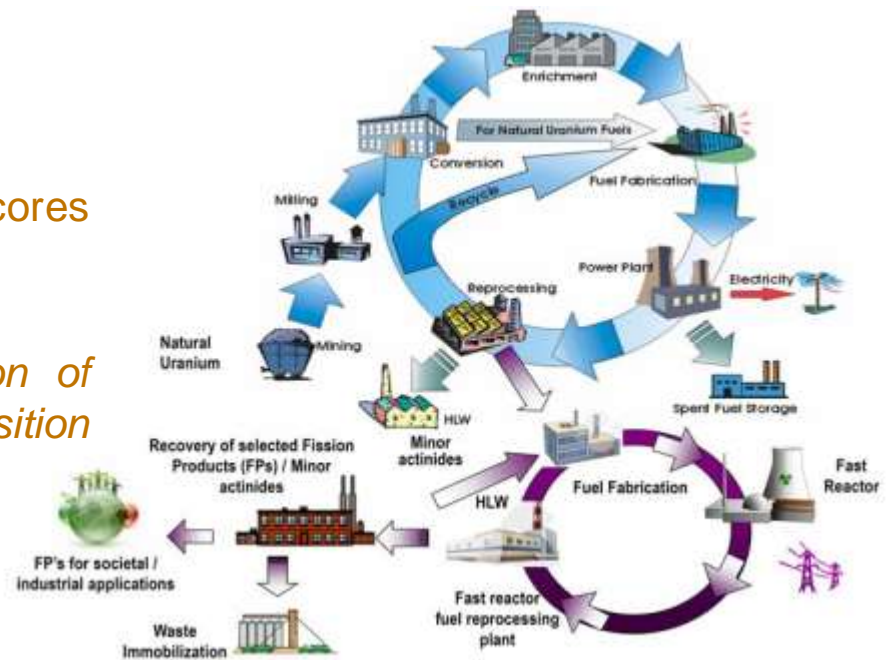 cores
on of
sition
Enrichment
For Natural Uranium Fuels
Conversion
Fuel Fabrication
Milling
Recycle
Power Plant
Electricity
Reprocessing
Natural
Uranium
Mining
Spent Fuel Storage
HLW
Minor
actinides
Recovery of selected Fission
Products (FPs) / Minor
actinides
HLW
Fuel Fabrication
Fast
Reactor
FP's for societal /
industrial applications
Fast reactor
fuel reprocessing
plant
Waste
Immobilization